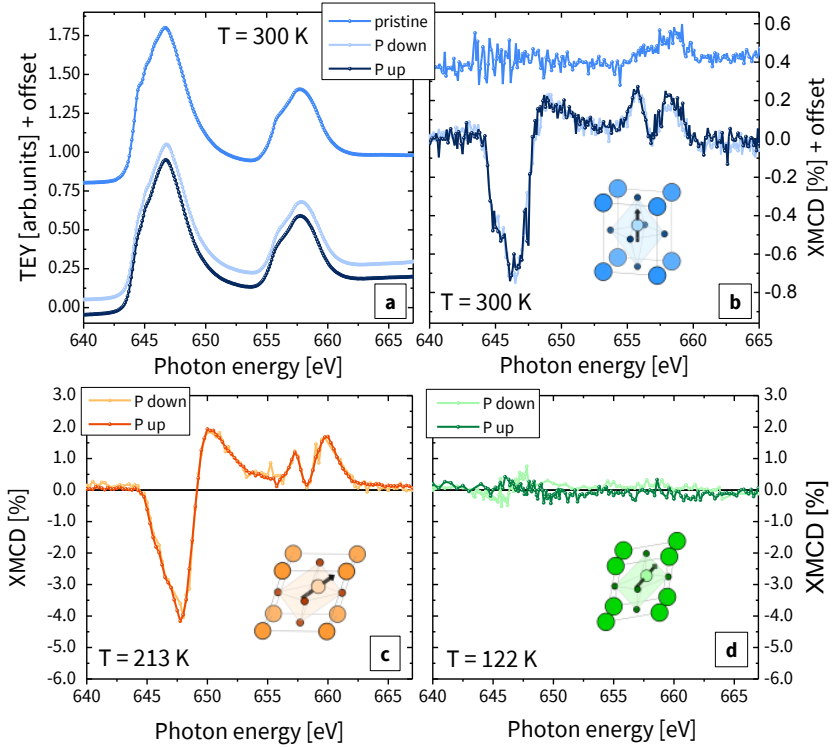 1.75
1.50
1.25
1.00
0.75
0.50
0.25
0.00
TEY [arb.units] + offset
T = 300 K
pristine
P down
P up
a
640 645 650 655 660 665
Photon energy [eV]
0.6
0.4
0.2
0.0
-0.2
-0.4
-0.6
-0.8
XMCD [%] + offset
T = 300 K
b
640 645 650 655 660 665
Photon energy [eV]
3.0
2.0
1.0
0.0
-1.0
-2.0
-3.0
-4.0
-5.0
-6.0
XMCD [%]
P down
P up
T = 213 K
c
640 645 650 655 660 665
Photon energy [eV]
P down
P up
3.0
2.0
1.0
0.0
-1.0
-2.0
-3.0
-4.0
-5.0
-6.0
XMCD [%]
T = 122 K
d
640 645 650 655 660 665
Photon energy [eV]